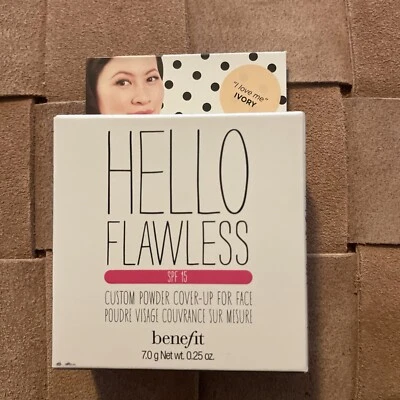 "I love me"
IVORY
HELLO
FLAWLESS
SPF 15
CUSTOM POWDER COVER-UP FOR FACE
POUDRE VISAGE COUVRANCE SUR MESURE
benefit
7.0 g Net wt. 0.25 oz.